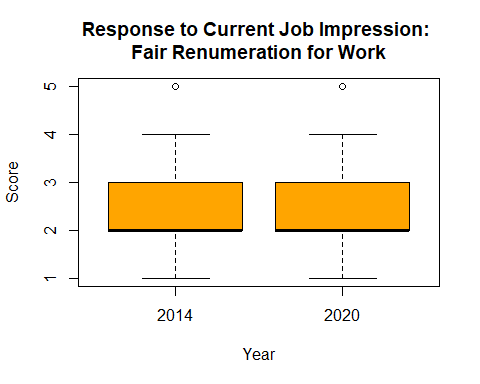 Response to Current Job Impression:
Fair Renumeration for Work
Score
5
4
3
2
1
2014 2020
Year